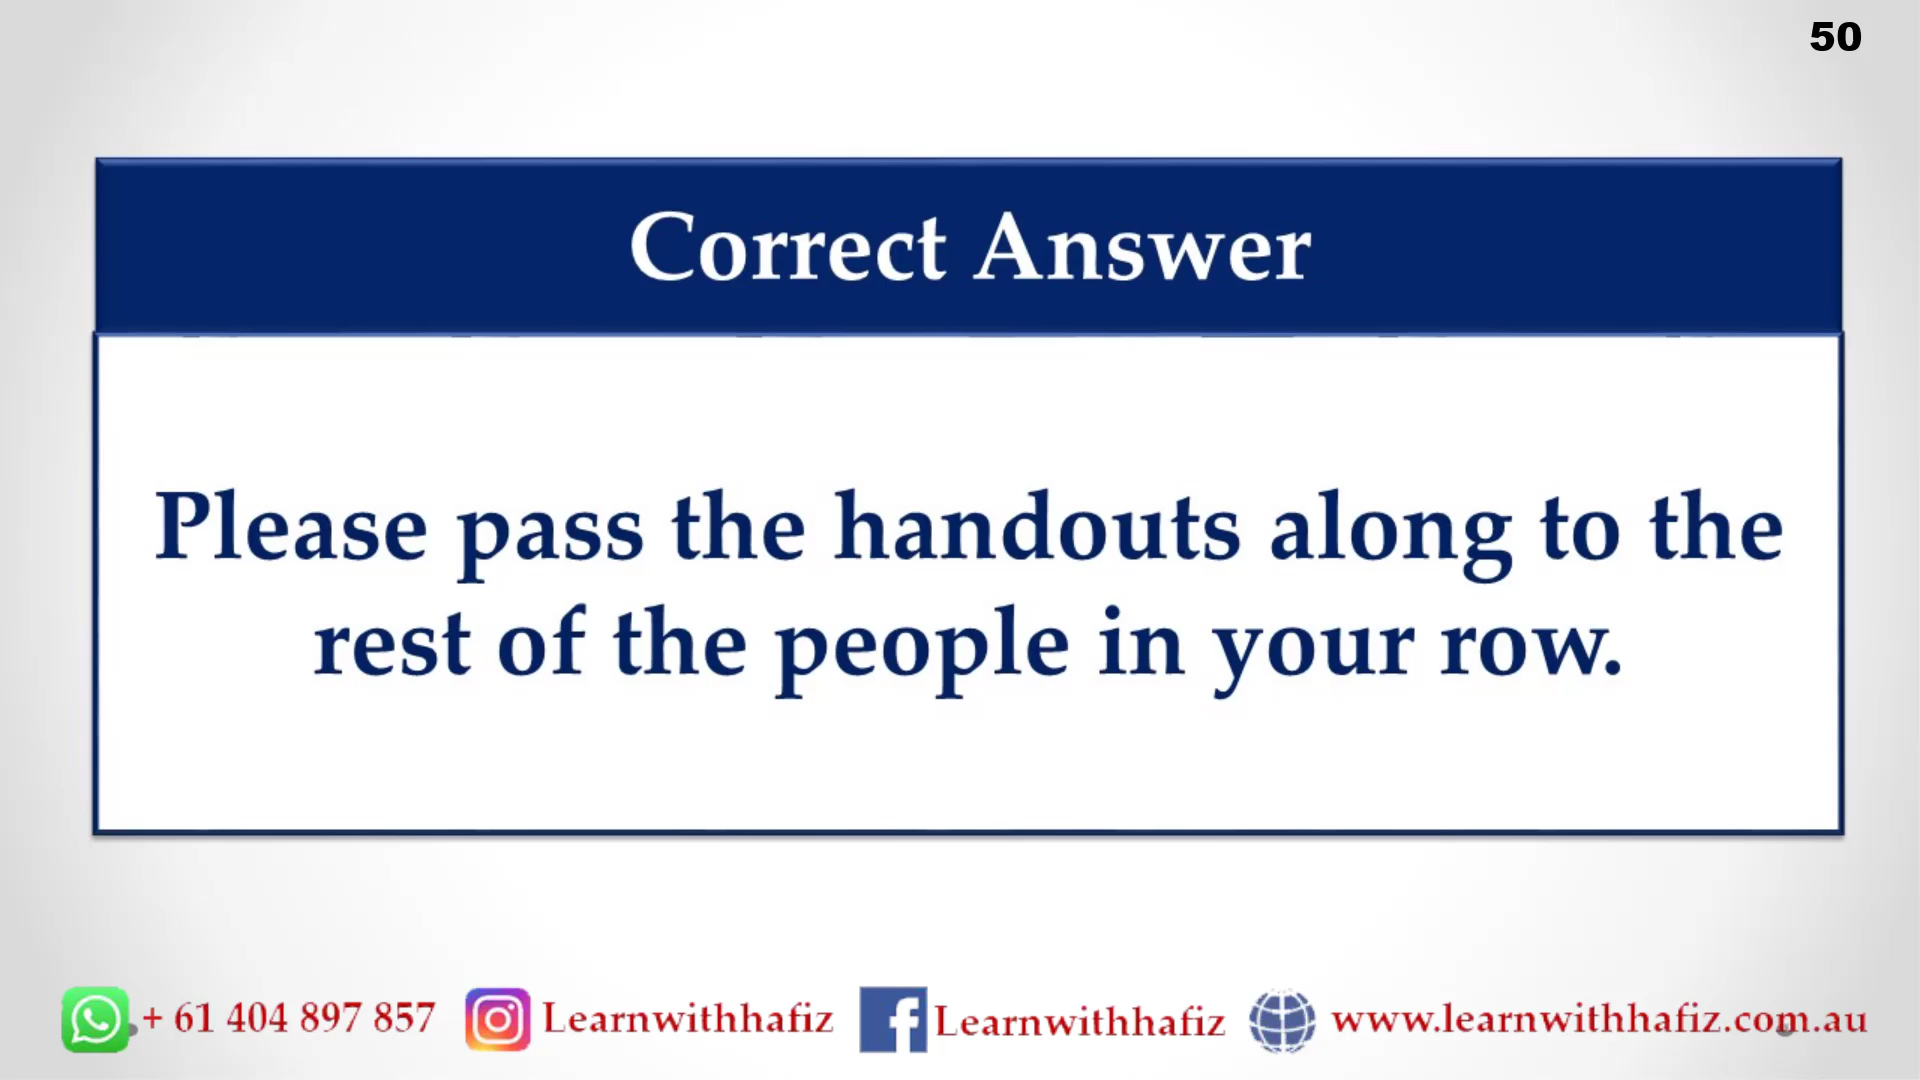 50
Correct Answer
Please pass the handouts along to the
rest of the people in your row.
+ 61 404 897 857 Learnwithhafiz Learnwithhafiz www.learnwithhafiz.com.au